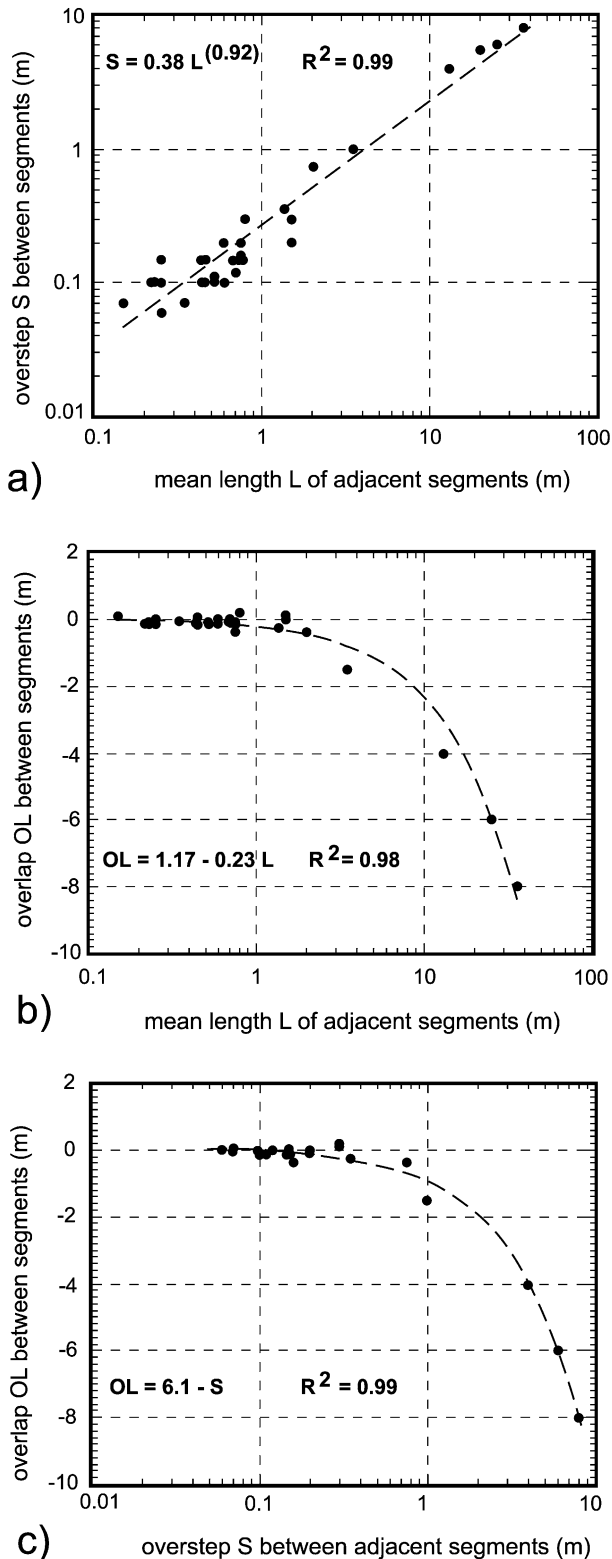 10
S = 0.38 L(0.92) R2 = 0.99
1
0.1
0.01
0.1 1 10 100
overstep S between segments (m)
a) mean length L of adjacent segments (m)
2
0
-2
-4
-6
OL = 1.17 - 0.23 L R2 = 0.98
-8
-10
0.1 1 10 100
overlap OL between segments (m)
b) mean length L of adjacent segments (m)
2
0
-2
-4
-6
OL = 6.1 - S R2 = 0.99
-8
-10
0.01 0.1 1 10
overlap OL between segments (m)
c) overstep S between adjacent segments (m)